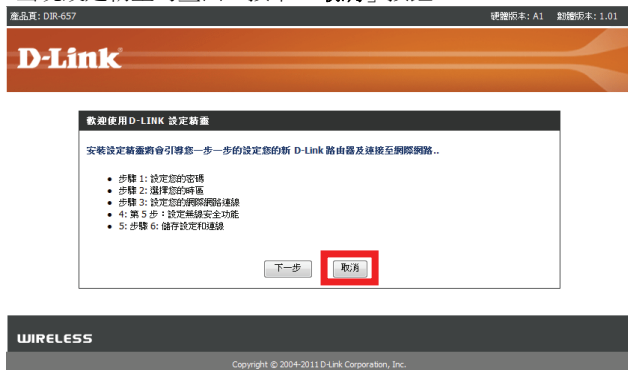 產品頁: DIR-657 硬體版本: A1 韌體版本: 1.01
D-Link
歡迎使用D-LINK 設定精靈
安裝設定精靈將會引導您一步一步的設定您的新 D-Link 路由器及連接至網際網路..
步驟 1: 設定您的密碼
步驟 2: 選擇您的時區
步驟 3: 設定您的網際網路連線
4: 第 5 步：設定無線安全功能
5: 步驟 6: 儲存設定和連線
下一步 取消
WIRELESS
Copyright © 2004-2011 D-Link Corporation, Inc.